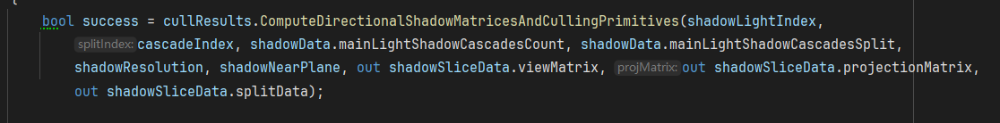 {
bool success = cullResults.ComputeDirectionalShadowMatricesAndCullingPrimitives(shadowLightIndex,
splitIndex: cascadeIndex, shadowData.mainLightShadowCascadesCount, shadowData.mainLightShadowCascadesSplit,
shadowResolution, shadowNearPlane, out shadowSliceData.viewMatrix, projMatrix: out shadowSliceData.projectionMatrix,
out shadowSliceData.splitData);